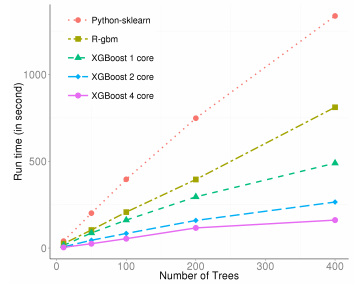 Python-sklearn
R-gbm
XGBoost 1 core
XGBoost 2 core
XGBoost 4 core
Run time (in second)
1000
500
0
0
100
200
300
400
Number of Trees